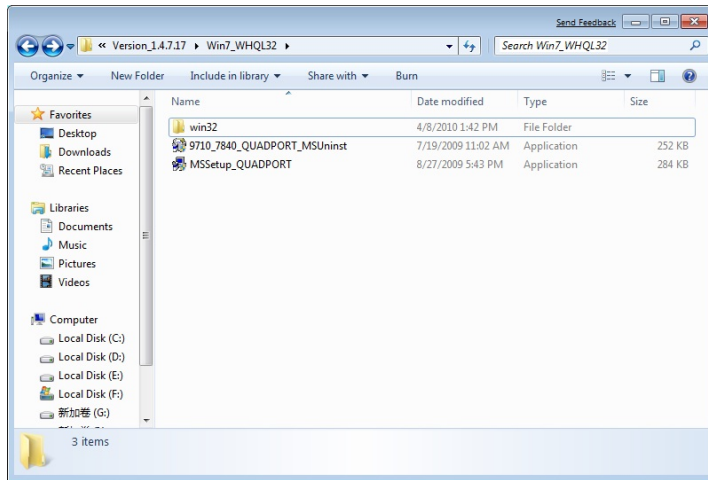 Send Feedback
« Version_1.4.7.17 ▸ Win7_WHQL32 ▸
Search Win7_WHQL32
Organize ▾ New Folder Include in library ▾ Share with ▾ Burn
Name Date modified Type Size
win32 4/8/2010 1:42 PM File Folder
9710_7840_QUADPORT_MSUninst 7/19/2009 11:02 AM Application 252 KB
MSSetup_QUADPORT 8/27/2009 5:43 PM Application 284 KB
Favorites
Desktop
Downloads
Recent Places
Libraries
Documents
Music
Pictures
Videos
Computer
Local Disk (C:)
Local Disk (D:)
Local Disk (E:)
Local Disk (F:)
新加卷 (G:)
3 items